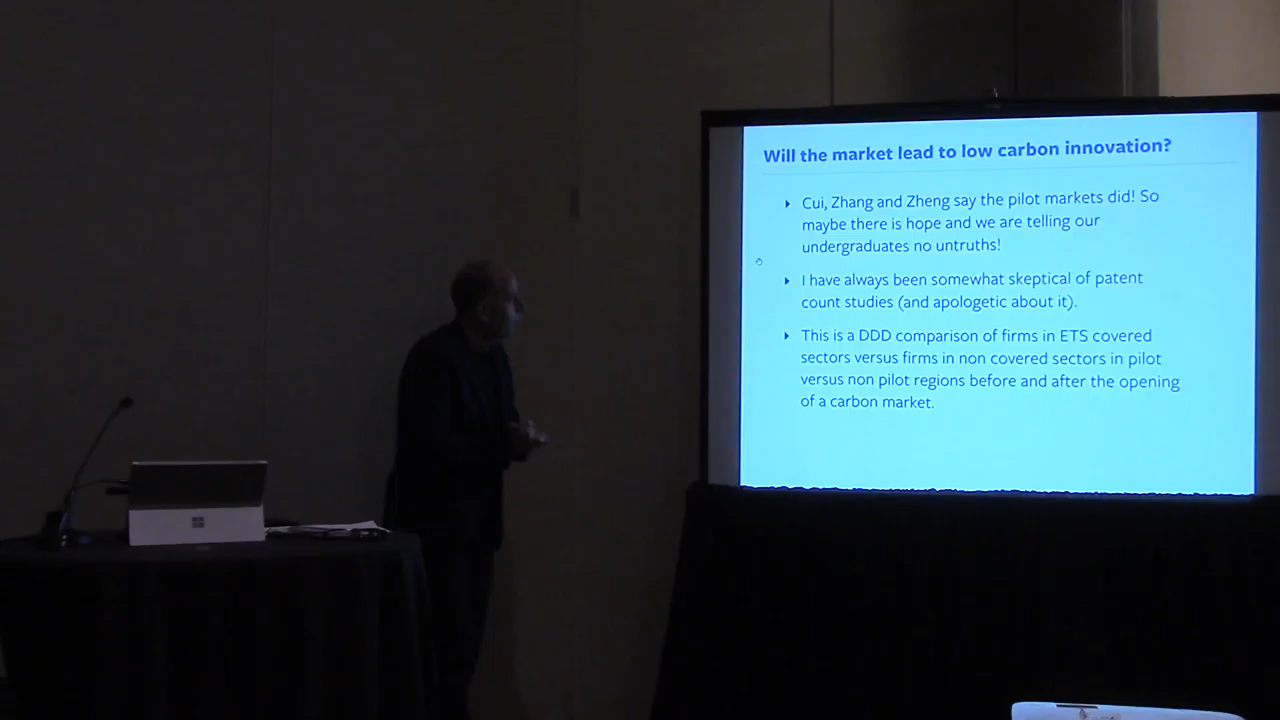 Will the market lead to low carbon innovation?
Cui, Zhang and Zheng say the pilot markets did! So
maybe there is hope and we are telling our
undergraduates no untruths!
I have always been somewhat skeptical of patent
count studies (and apologetic about it).
This is a DDD comparison of firms in ETS covered
sectors versus firms in non covered sectors in pilot
versus non pilot regions before and after the opening
of a carbon market.